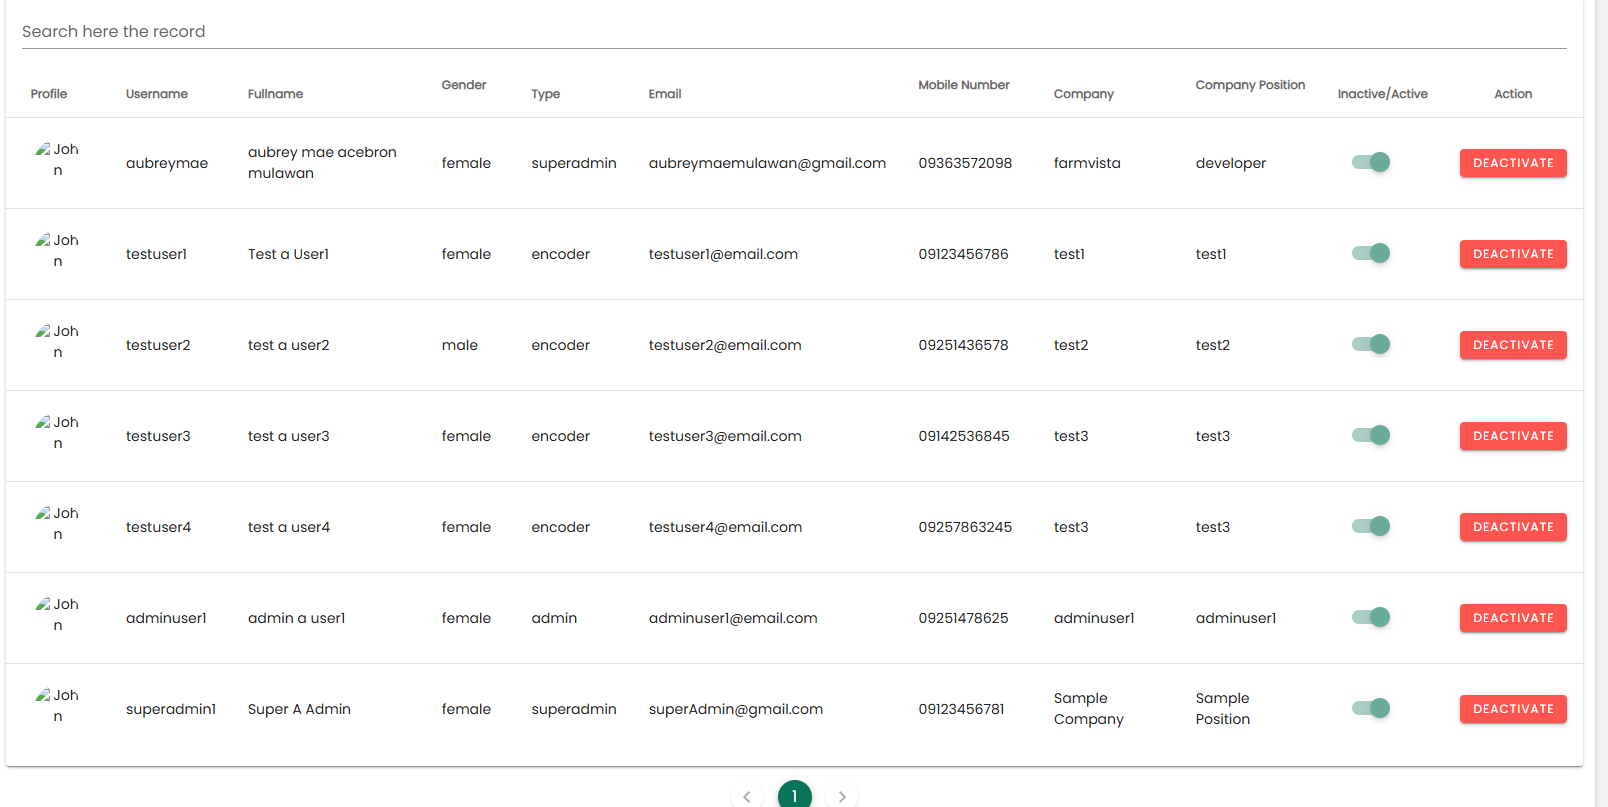 Search here the record
Profile Username Fullname Gender Type Email Mobile Number Company Company Position Inactive/Active Action
John aubreymae aubrey mae acebron mulawan female superadmin aubreymaemulawan@gmail.com 09363572098 farmvista developer DEACTIVATE
John testuser1 Test a User1 female encoder testuser1@email.com 09123456786 test1 test1 DEACTIVATE
John testuser2 test a user2 male encoder testuser2@email.com 09251436578 test2 test2 DEACTIVATE
John testuser3 test a user3 female encoder testuser3@email.com 09142536845 test3 test3 DEACTIVATE
John testuser4 test a user4 female encoder testuser4@email.com 09257863245 test3 test3 DEACTIVATE
John adminuser1 admin a user1 female admin adminuser1@email.com 09251478625 adminuser1 adminuser1 DEACTIVATE
John superadmin1 Super A Admin female superadmin superAdmin@gmail.com 09123456781 Sample Company Sample Position DEACTIVATE
1